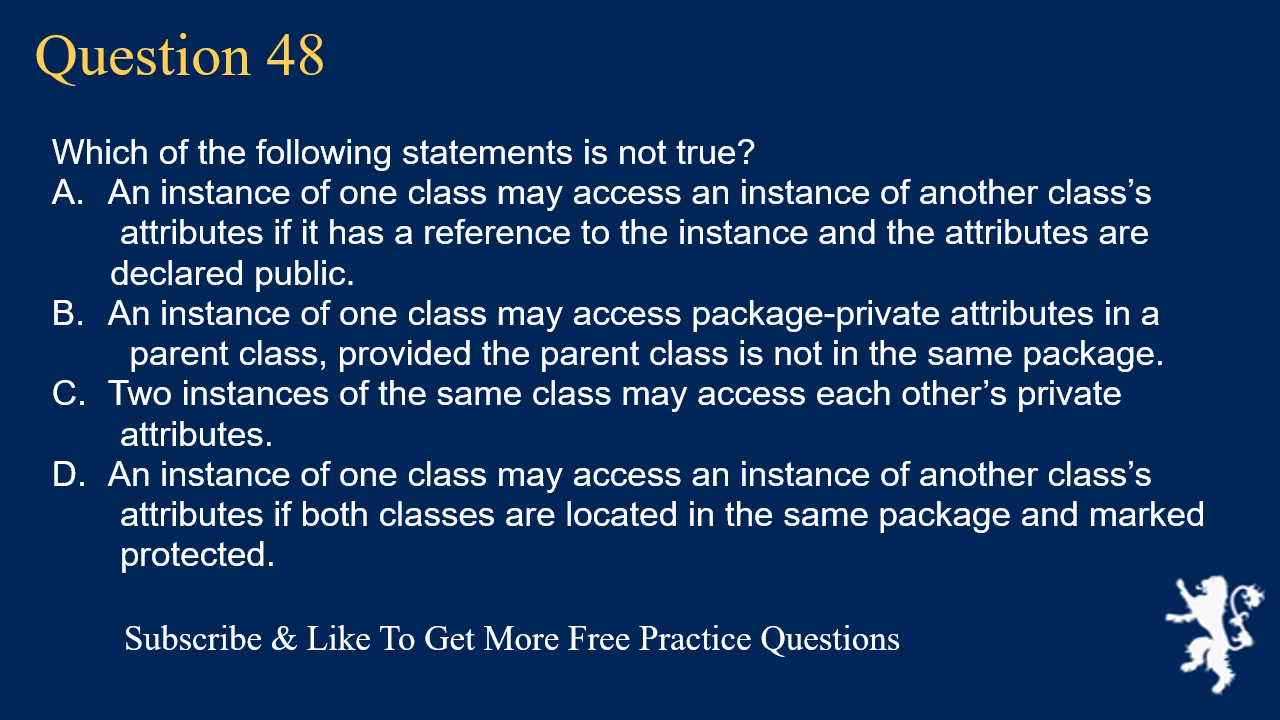 Question 48
Which of the following statements is not true?
A. An instance of one class may access an instance of another class’s
attributes if it has a reference to the instance and the attributes are
declared public.
B. An instance of one class may access package-private attributes in a
parent class, provided the parent class is not in the same package.
C. Two instances of the same class may access each other’s private
attributes.
D. An instance of one class may access an instance of another class’s
attributes if both classes are located in the same package and marked
protected.
Subscribe & Like To Get More Free Practice Questions